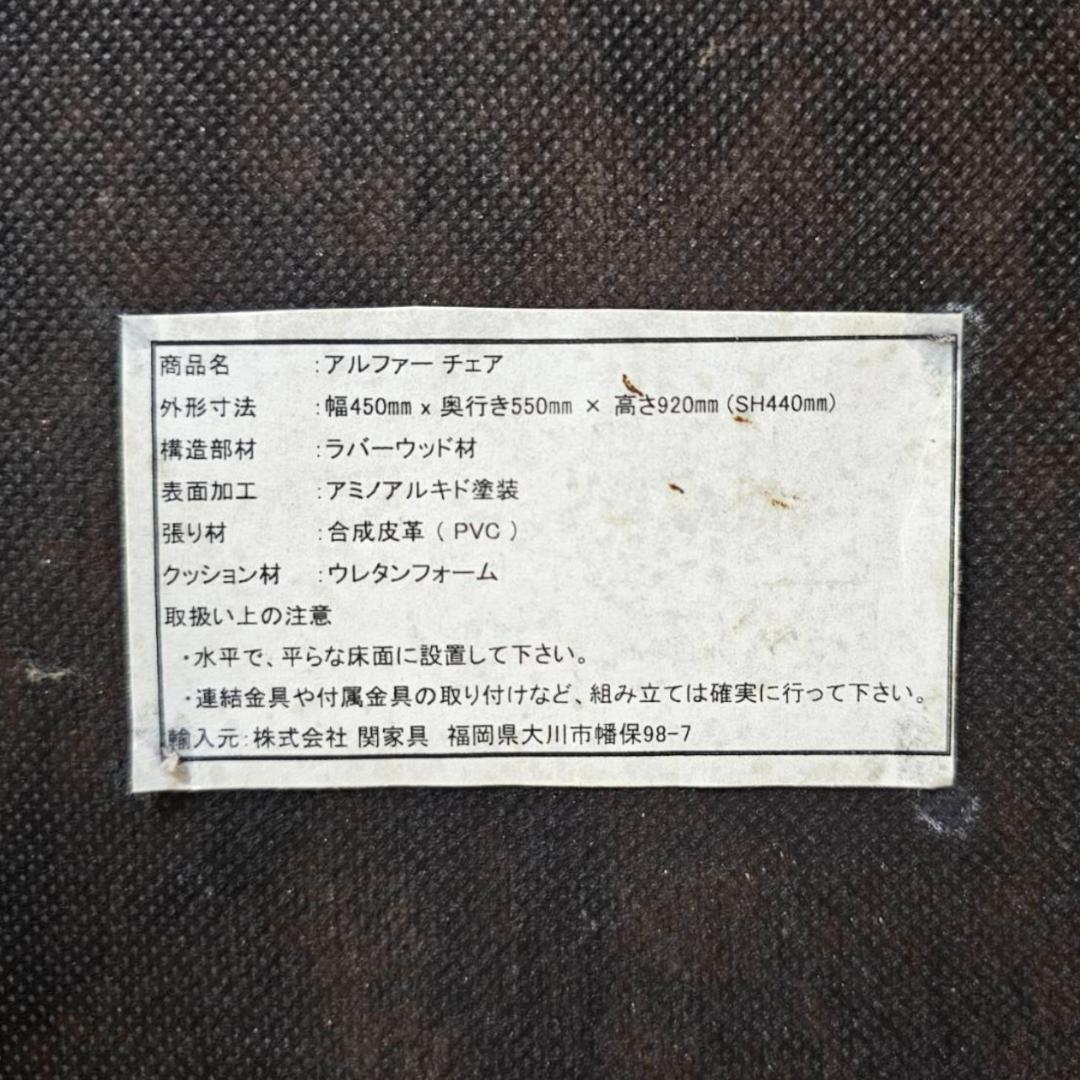 商品名 :アルファー チェア
外形寸法 :幅450mm x 奥行き550mm × 高さ920mm(SH440mm)
構造部材 :ラバーウッド材
表面加工 :アミノアルキド塗装
張り材 :合成皮革 ( PVC )
クッション材 :ウレタンフォーム
取扱い上の注意
・水平で、平らな床面に設置して下さい。
・連結金具や付属金具の取り付けなど、組み立ては確実に行って下さい。
輸入元:株式会社 関家具 福岡県大川市幡保98-7